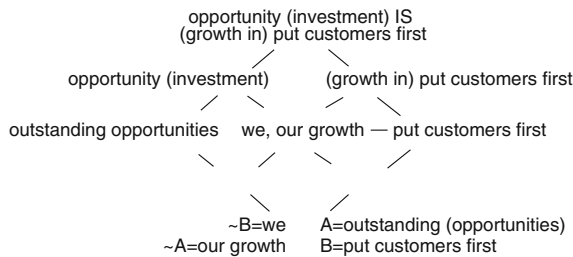 opportunity (investment) IS
(growth in) put customers first
opportunity (investment) (growth in) put customers first
outstanding opportunities we, our growth — put customers first
~B=we A=outstanding (opportunities)
~A=our growth B=put customers first